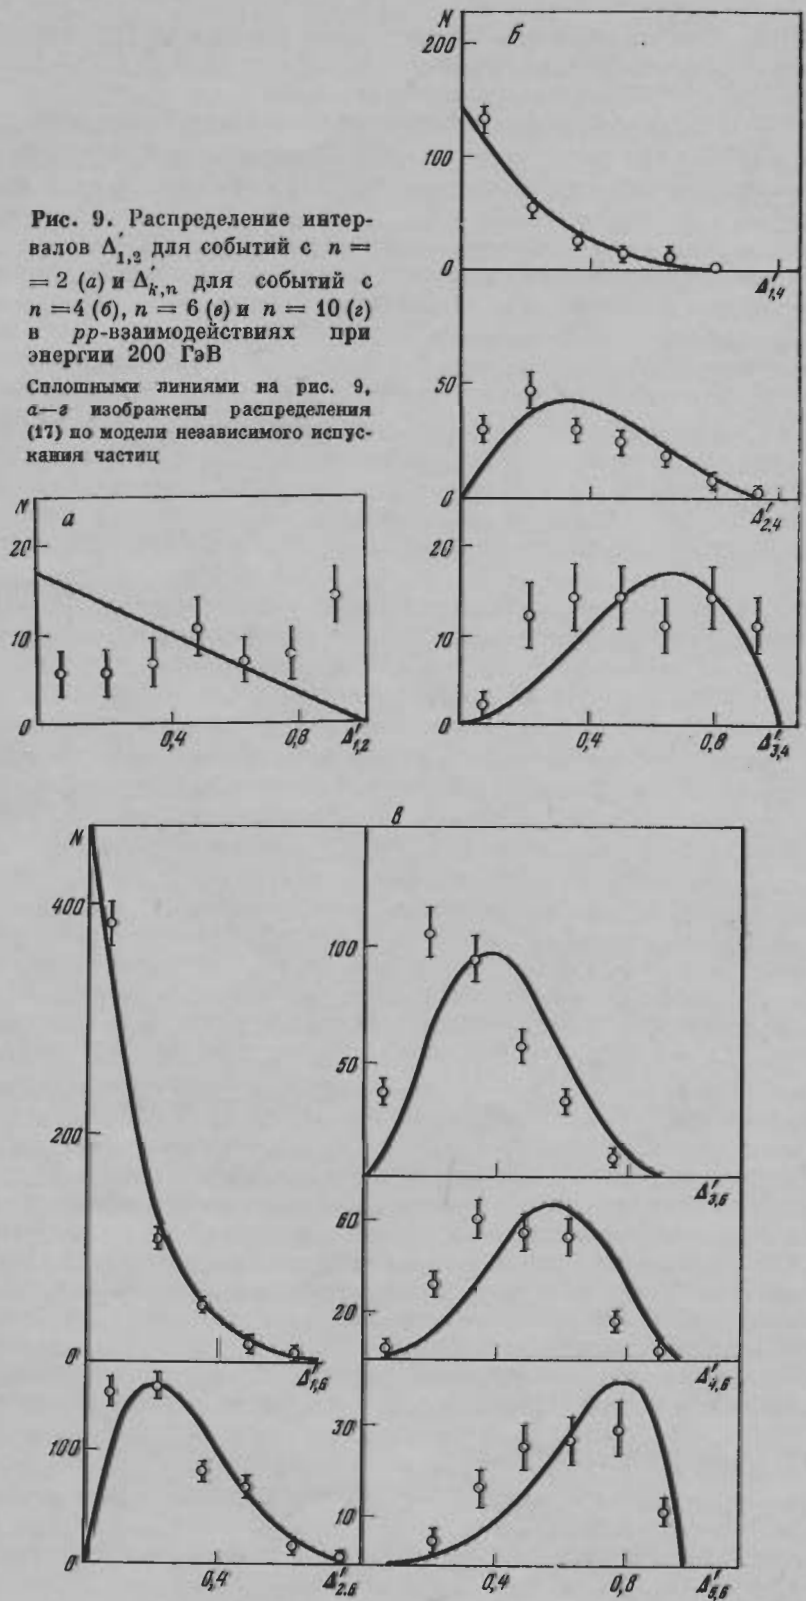 Рис. 9. Распределение интер-
валов Δ′1,2 для событий с n =
= 2 (а) и Δ′k,n для событий с
n =4 (б), n = 6 (в) и n = 10 (г)
в pp-взаимодействиях при
энергии 200 ГэВ
Сплошными линиями на рис. 9,
а—г изображены распределения
(17) по модели независимого испус-
кания частиц
N
б
200
100
0
Δ′1,4
50
0
Δ′2,4
20
10
0
0,4
0,8
Δ′3,4
N
а
20
10
0
0,4
0,8
Δ′1,2
в
N
400
200
0
Δ′1,6
100
0
0,4
Δ′2,6
100
50
Δ′3,6
60
20
Δ′4,6
30
10
0,4
0,8
Δ′5,6